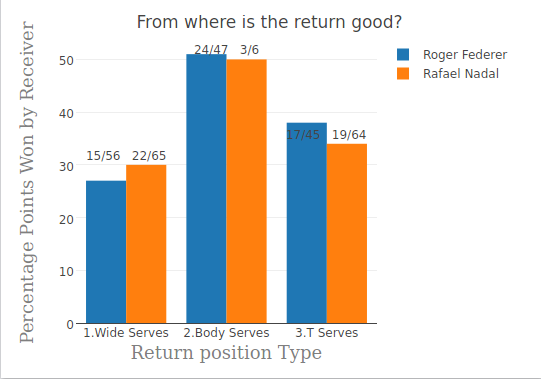 From where is the return good?
Percentage Points Won by Receiver
50
40
30
20
10
0
15/56 22/65
24/47 3/6
17/45 19/64
1.Wide Serves 2.Body Serves 3.T Serves
Return position Type
Roger Federer
Rafael Nadal